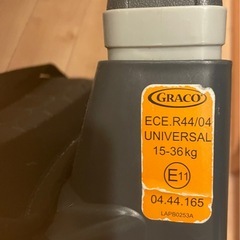 GRACO
ECE.R44/04
UNIVERSAL
15-36kg
E11
04.44.165
LAPB0253A